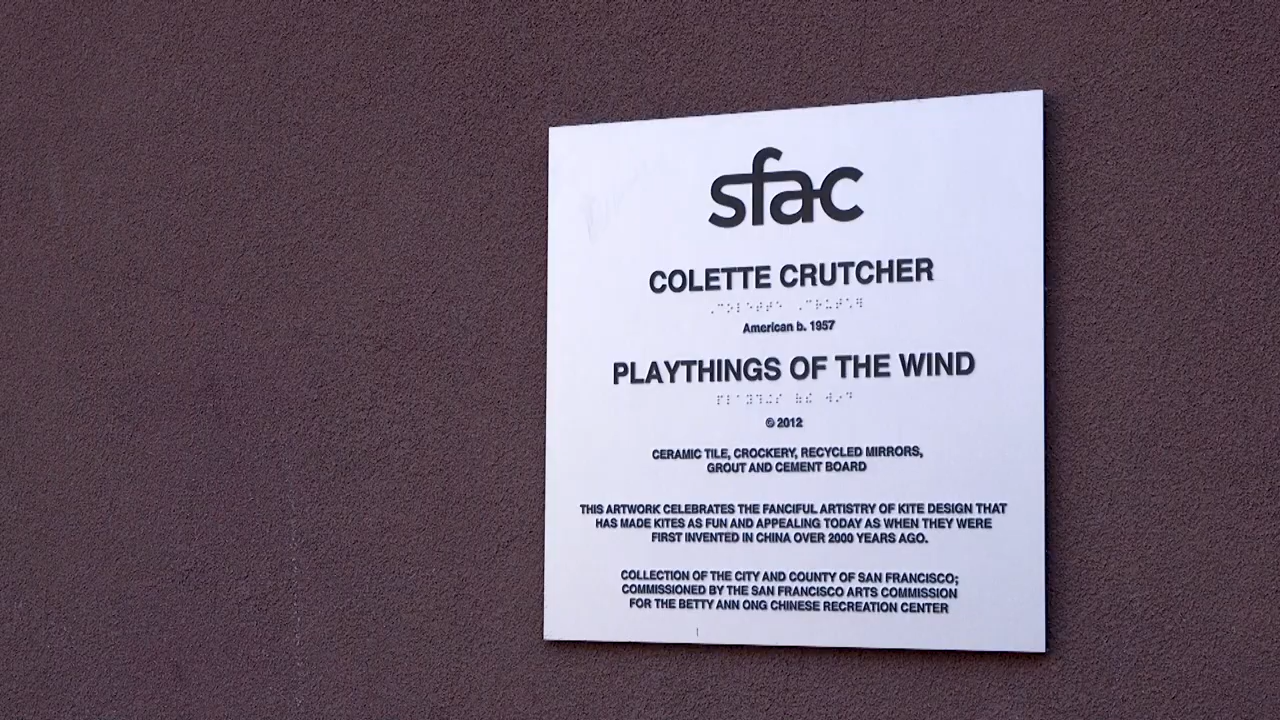 sfac
COLETTE CRUTCHER
American b. 1957
PLAYTHINGS OF THE WIND
© 2012
CERAMIC TILE, CROCKERY, RECYCLED MIRRORS,
GROUT AND CEMENT BOARD
THIS ARTWORK CELEBRATES THE FANCIFUL ARTISTRY OF KITE DESIGN THAT
HAS MADE KITES AS FUN AND APPEALING TODAY AS WHEN THEY WERE
FIRST INVENTED IN CHINA OVER 2000 YEARS AGO.
COLLECTION OF THE CITY AND COUNTY OF SAN FRANCISCO;
COMMISSIONED BY THE SAN FRANCISCO ARTS COMMISSION
FOR THE BETTY ANN ONG CHINESE RECREATION CENTER